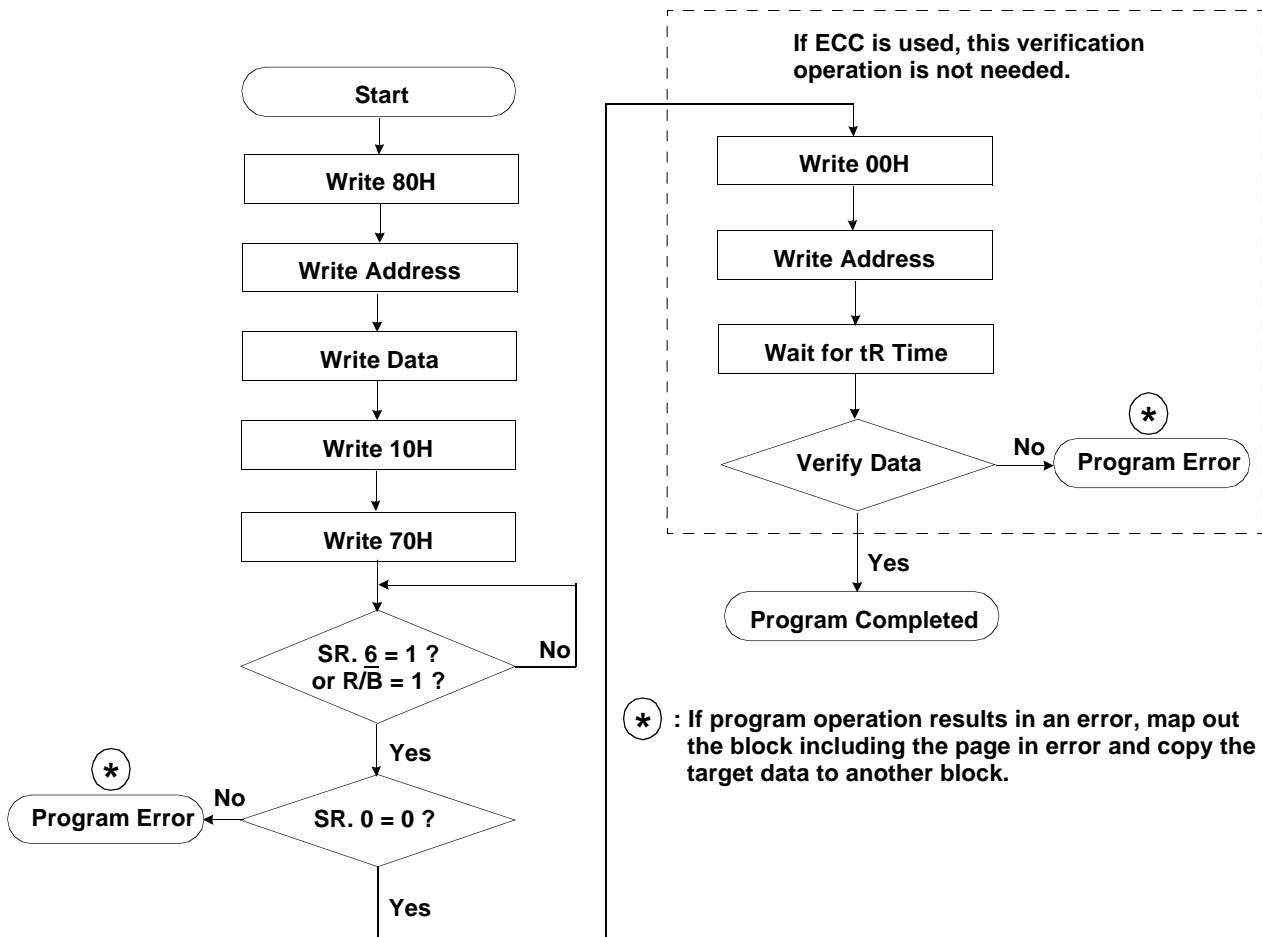 Start
Write 80H
Write Address
Write Data
Write 10H
Write 70H
SR. 6 = 1 ?
or R/B = 1 ?
No
Yes
*
Program Error
No
SR. 0 = 0 ?
Yes
If ECC is used, this verification
operation is not needed.
Write 00H
Write Address
Wait for tR Time
Verify Data
No
*
Program Error
Yes
Program Completed
* : If program operation results in an error, map out
the block including the page in error and copy the
target data to another block.